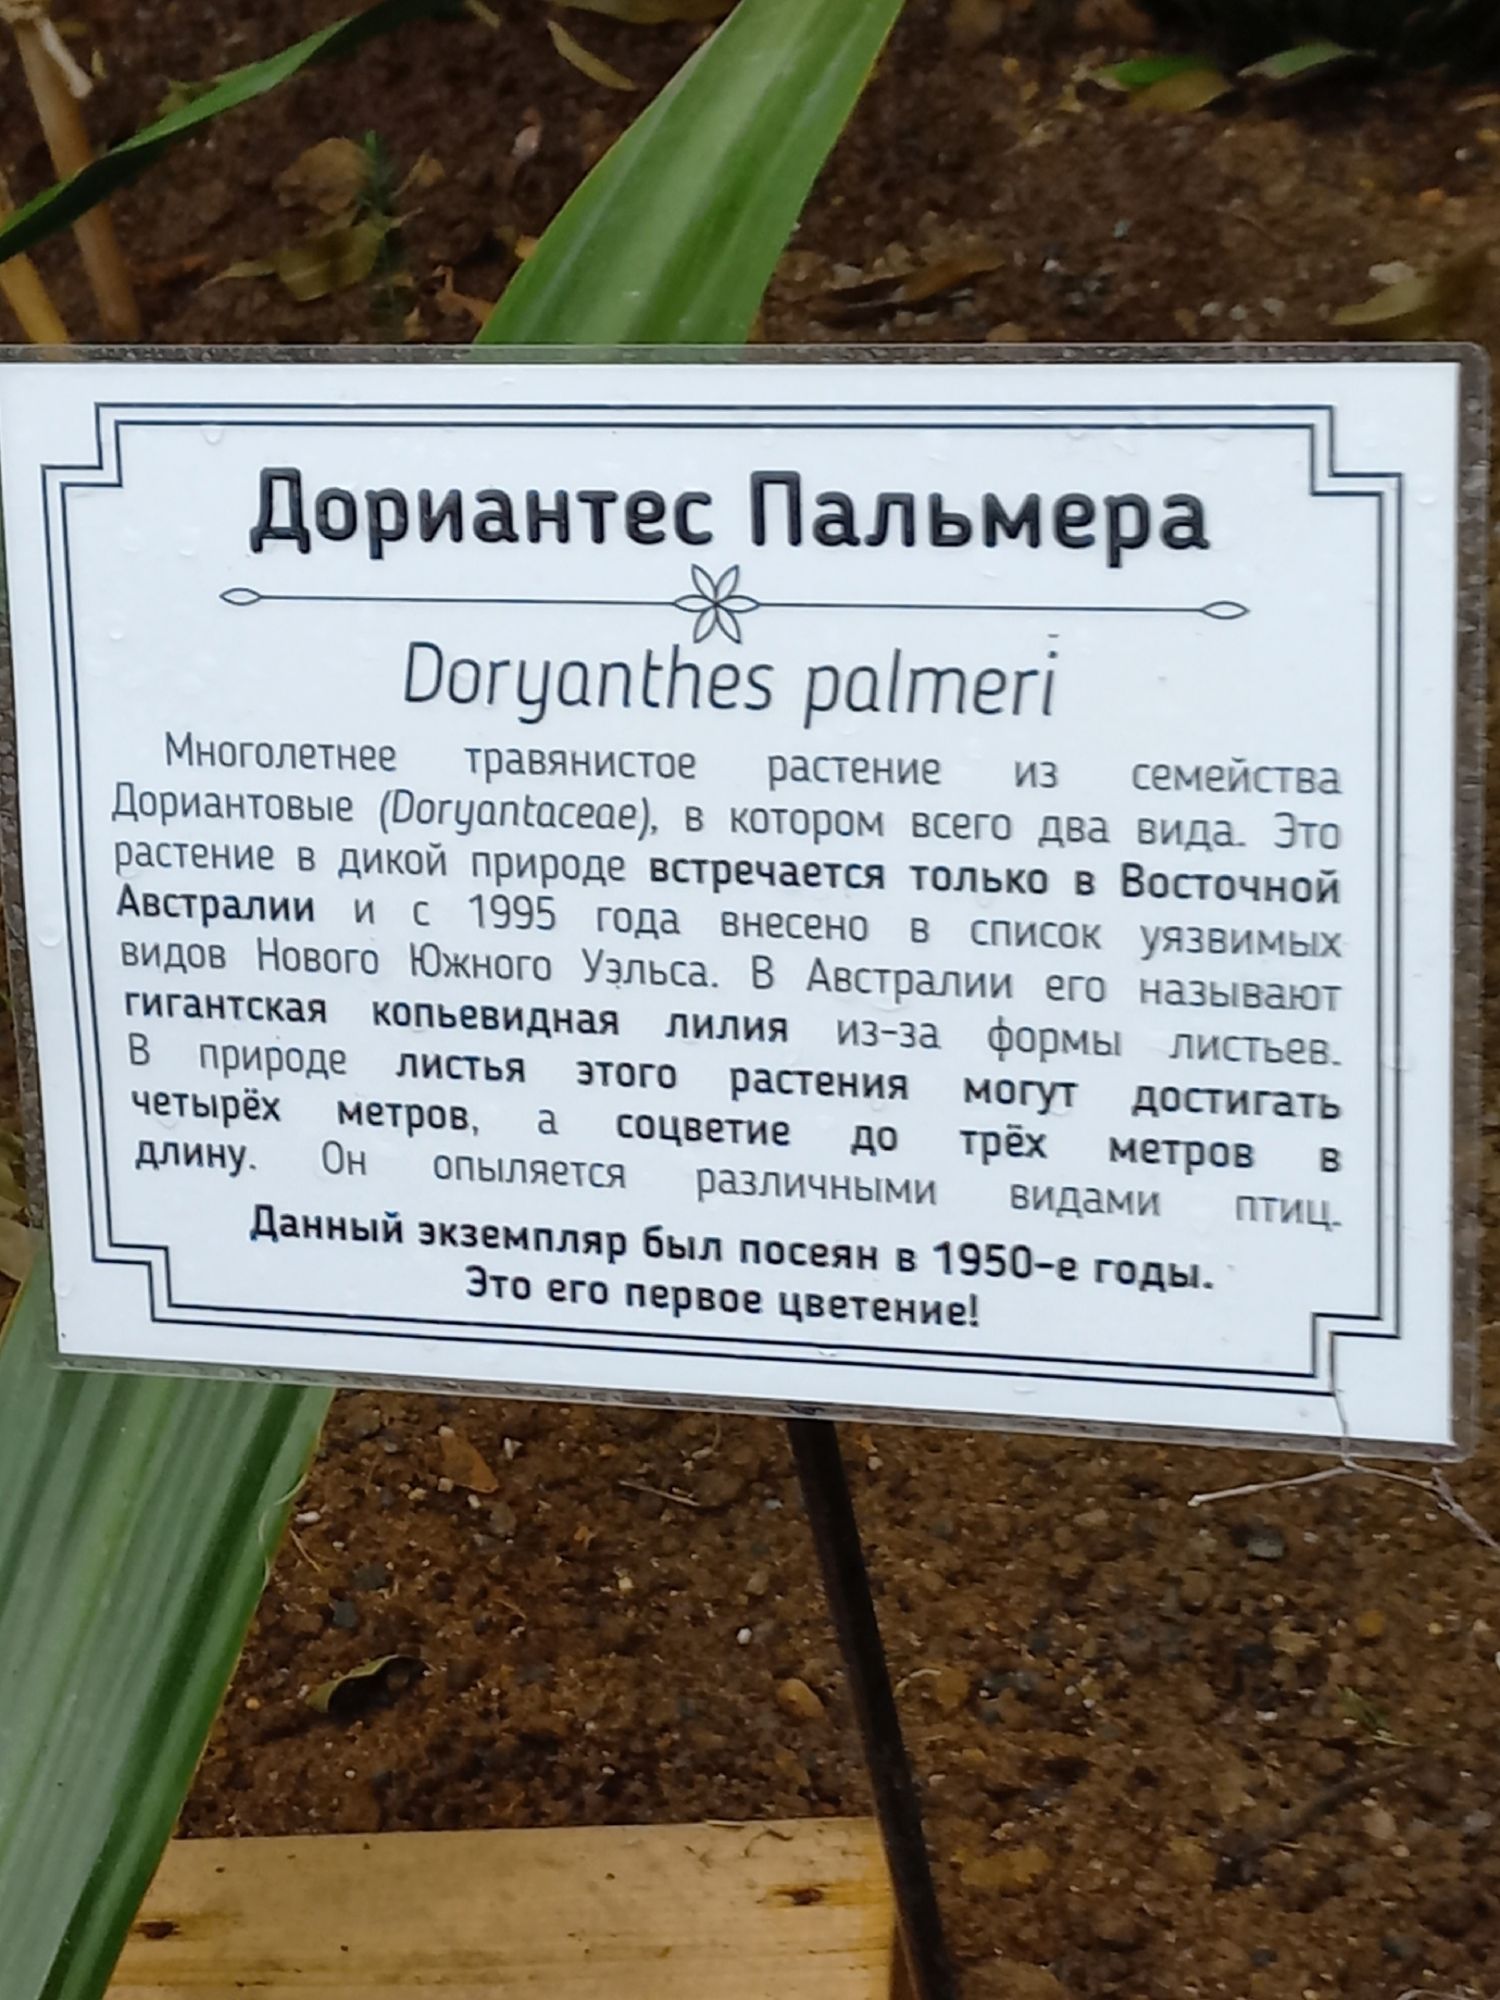 Дориантес Пальмера
Doryanthes palmeri
Многолетнее травянистое растение из семейства
Дориантовые (Doryantaceae), в котором всего два вида. Это
растение в дикой природе встречается только в Восточной
Австралии и с 1995 года внесено в список уязвимых
видов Нового Южного Уэльса. В Австралии его называют
гигантская копьевидная лилия из-за формы листьев.
В природе листья этого растения могут достигать
четырёх метров, а соцветие до трёх метров в
длину. Он опыляется различными видами птиц.
Данный экземпляр был посеян в 1950-е годы.
Это его первое цветение!